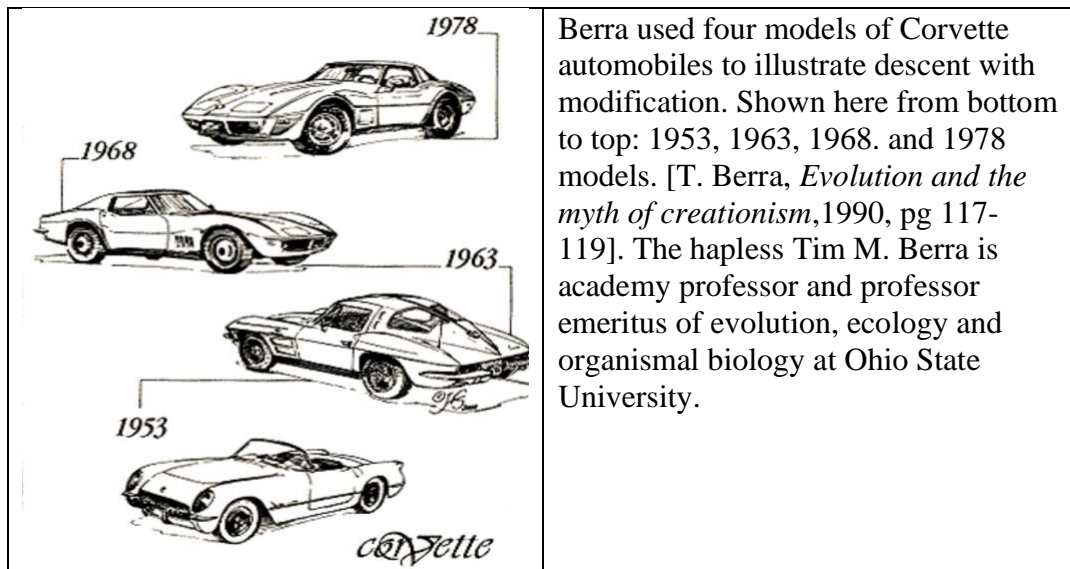 1978
1968
1963
1953
corvette
Berra used four models of Corvette
automobiles to illustrate descent with
modification. Shown here from bottom
to top: 1953, 1963, 1968. and 1978
models. [T. Berra, Evolution and the
myth of creationism,1990, pg 117-
119]. The hapless Tim M. Berra is
academy professor and professor
emeritus of evolution, ecology and
organismal biology at Ohio State
University.